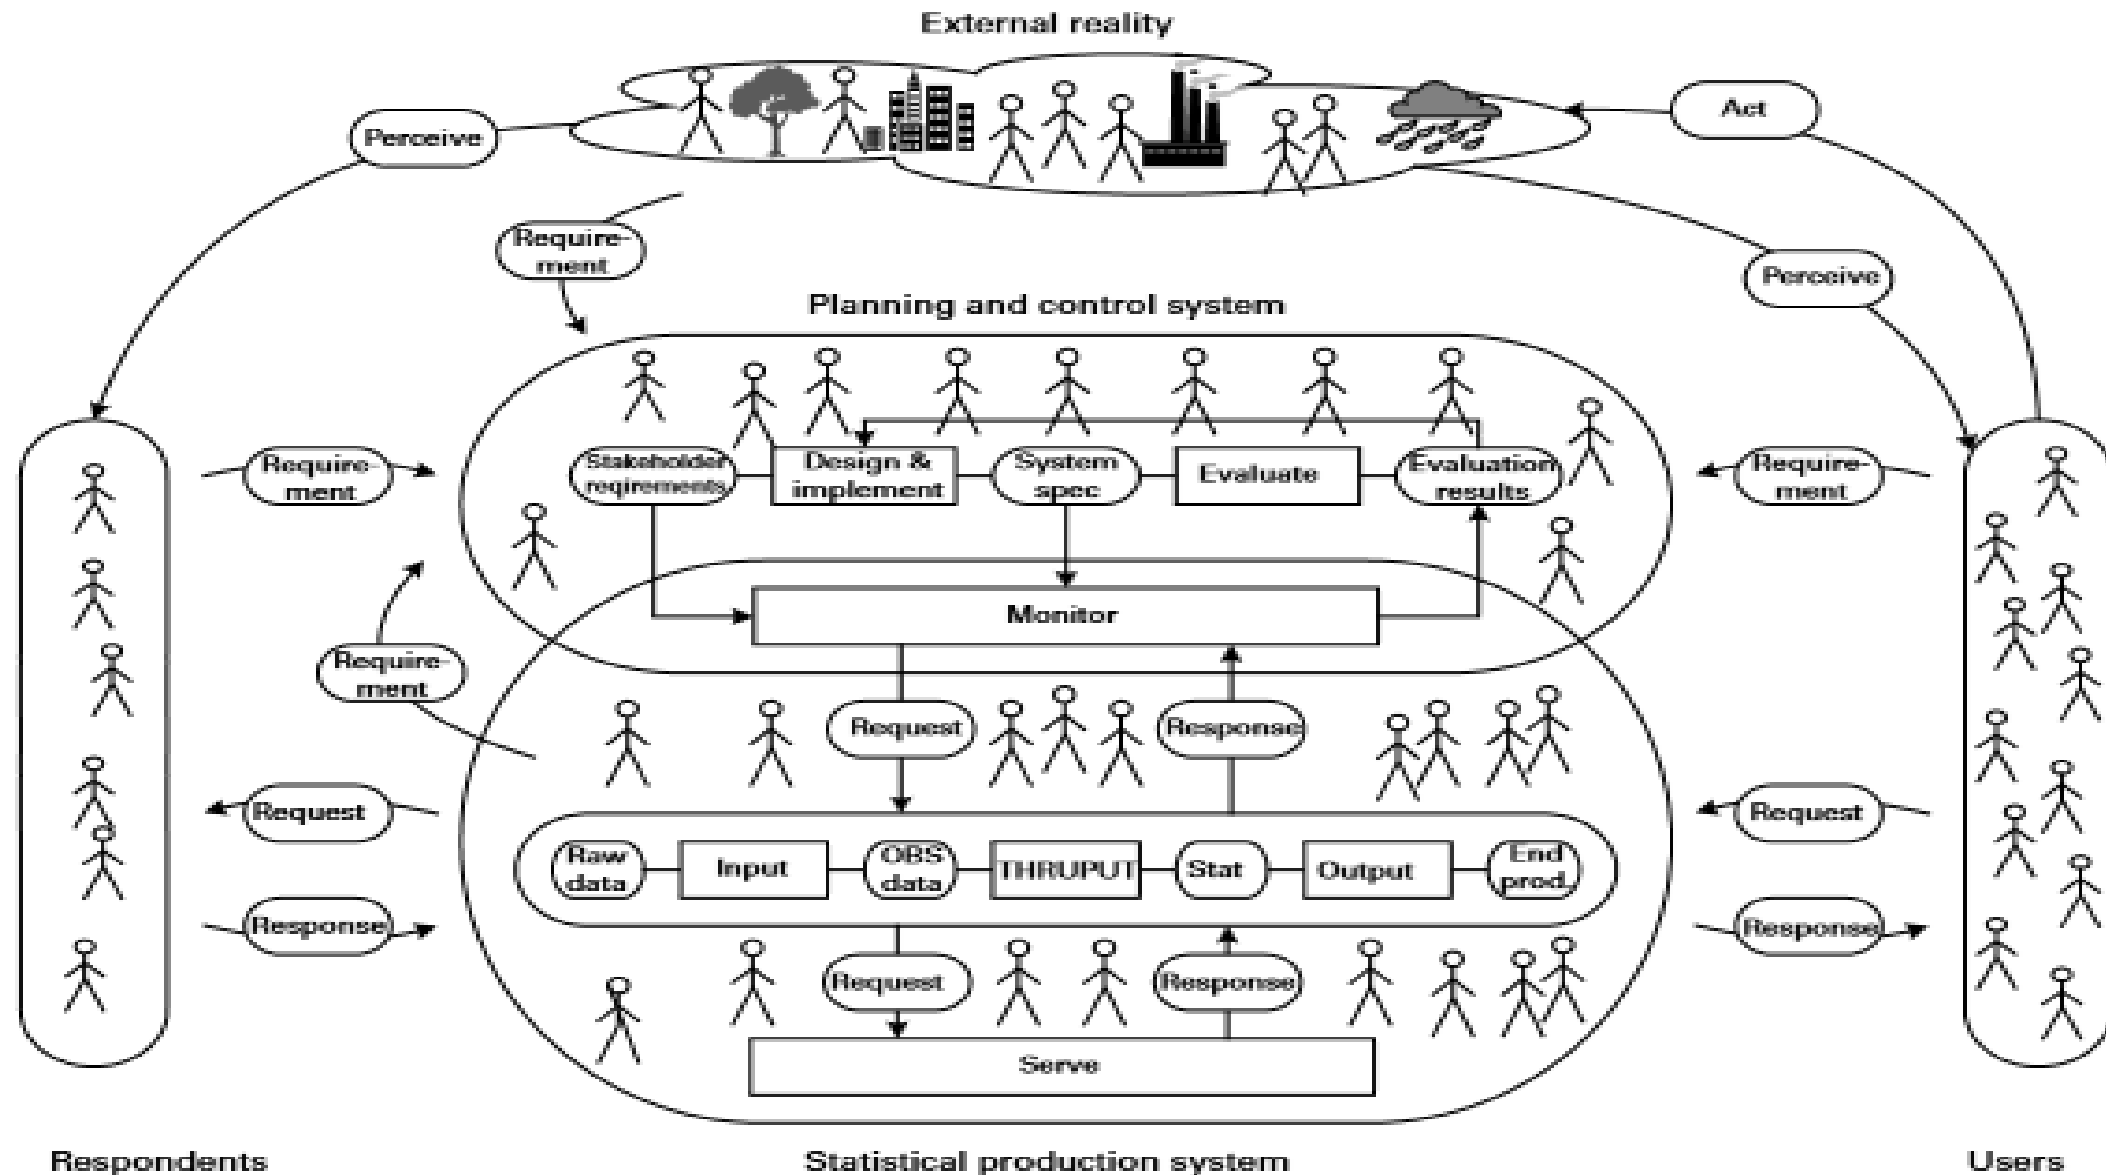 External reality
Perceive
Act
Require-
ment
Perceive
Planning and control system
Require-
ment
Stakeholder
reqirements
Design &
implement
System
spec
Evaluate
Evaluation
results
Require-
ment
Monitor
Require-
ment
Request
Response
Request
Request
Raw
data
Input
OBS
data
THRUPUT
Stat
Output
End
prod.
Response
Response
Request
Response
Serve
Respondents
Statistical production system
Users